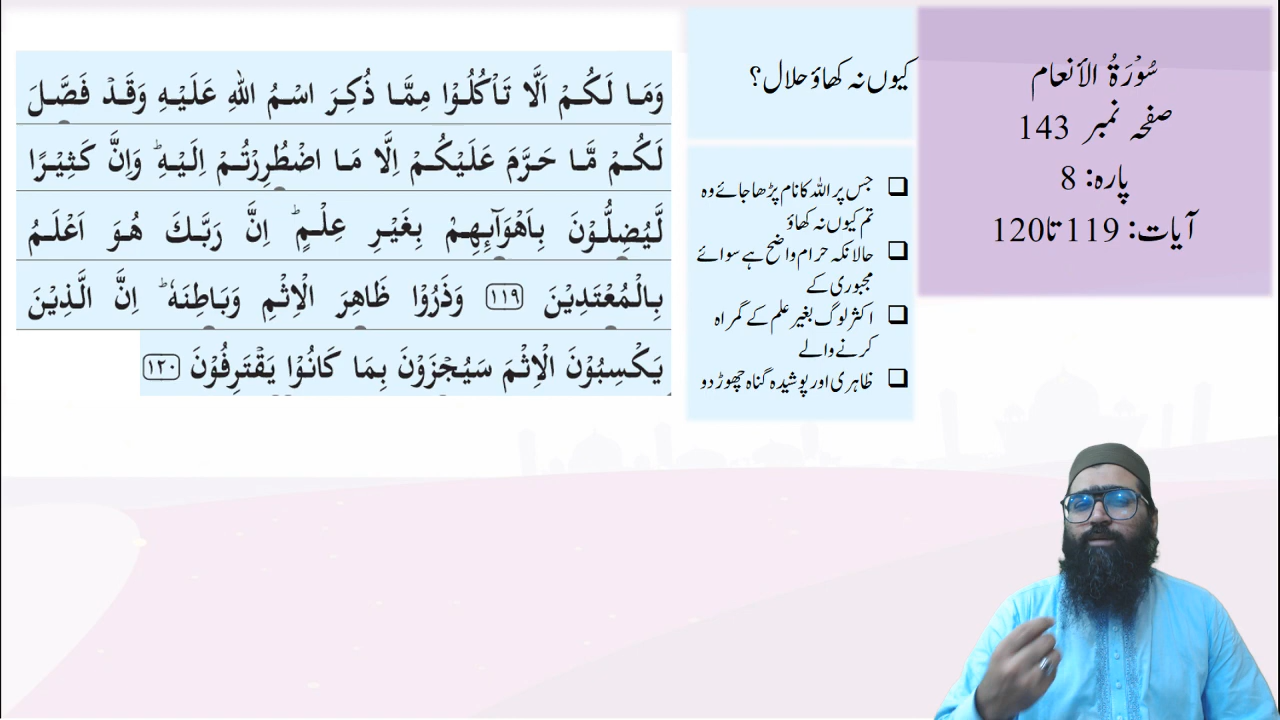 سُوْرَةُ الأنعام
صفحہ نمبر 143
پارہ: 8
آیات: 119 تا 120
کیوں نہ کھاؤ حلال؟
❑ جس پر اللہ کا نام پڑھا جائے وہ
تم کیوں نہ کھاؤ
❑ حالانکہ حرام واضح ہے سوائے
مجبوری کے
❑ اکثر لوگ بغیر علم کے گمراہ
کرنے والے
❑ ظاہری اور پوشیدہ گناہ چھوڑ دو
وَمَا لَكُمْ اَلَّا تَاْكُلُوْا مِمَّا ذُكِرَ اسْمُ اللّٰهِ عَلَيْهِ وَقَدْ فَصَّلَ
لَكُمْ مَّا حَرَّمَ عَلَيْكُمْ اِلَّا مَا اضْطُرِرْتُمْ اِلَيْهِ ؕ وَاِنَّ كَثِيْرًا
لَّيُضِلُّوْنَ بِاَهْوَآىِٕهِمْ بِغَيْرِ عِلْمٍ ؕ اِنَّ رَبَّكَ هُوَ اَعْلَمُ
بِالْمُعْتَدِيْنَ ١١٩ وَذَرُوْا ظَاهِرَ الْاِثْمِ وَبَاطِنَهٗ ؕ اِنَّ الَّذِيْنَ
يَكْسِبُوْنَ الْاِثْمَ سَيُجْزَوْنَ بِمَا كَانُوْا يَقْتَرِفُوْنَ ١٢٠